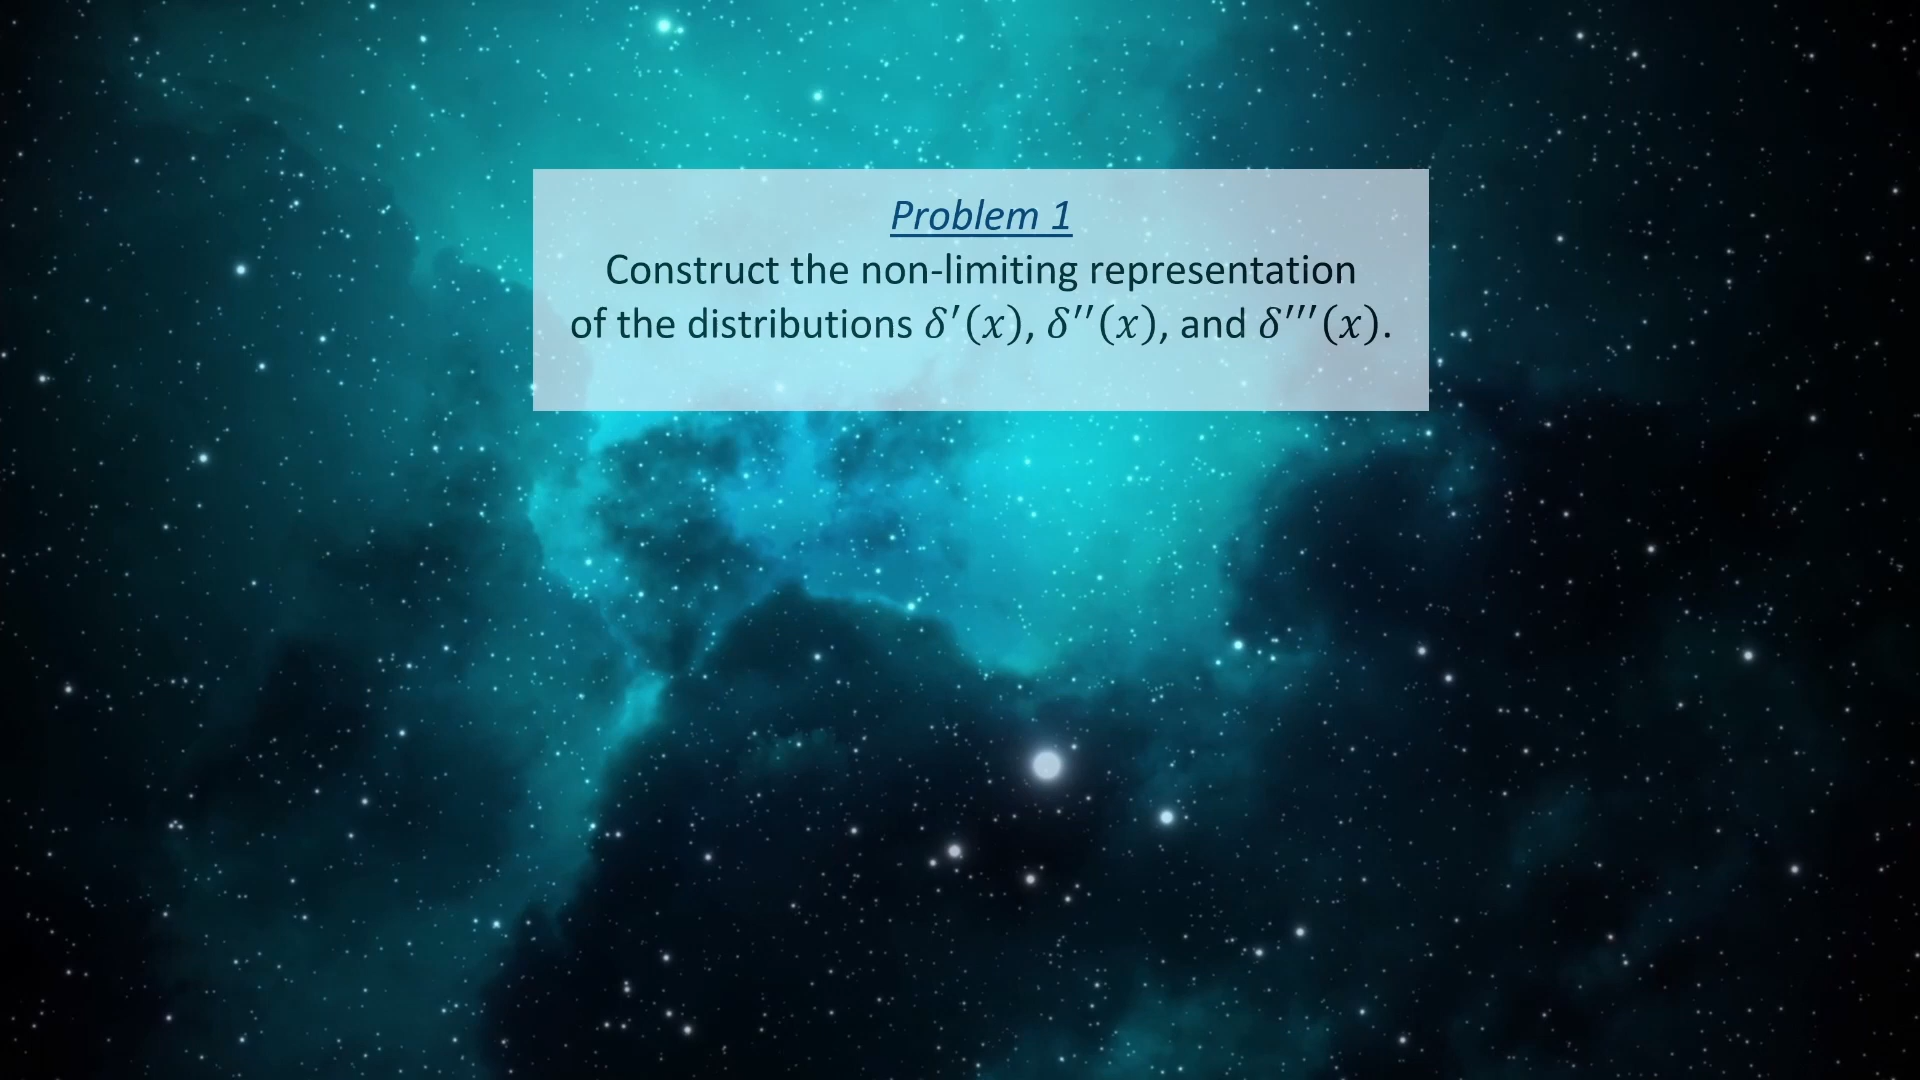 Problem 1
Construct the non-limiting representation
of the distributions 𝛿′(𝑥), 𝛿′′(𝑥), and 𝛿′′′(𝑥).